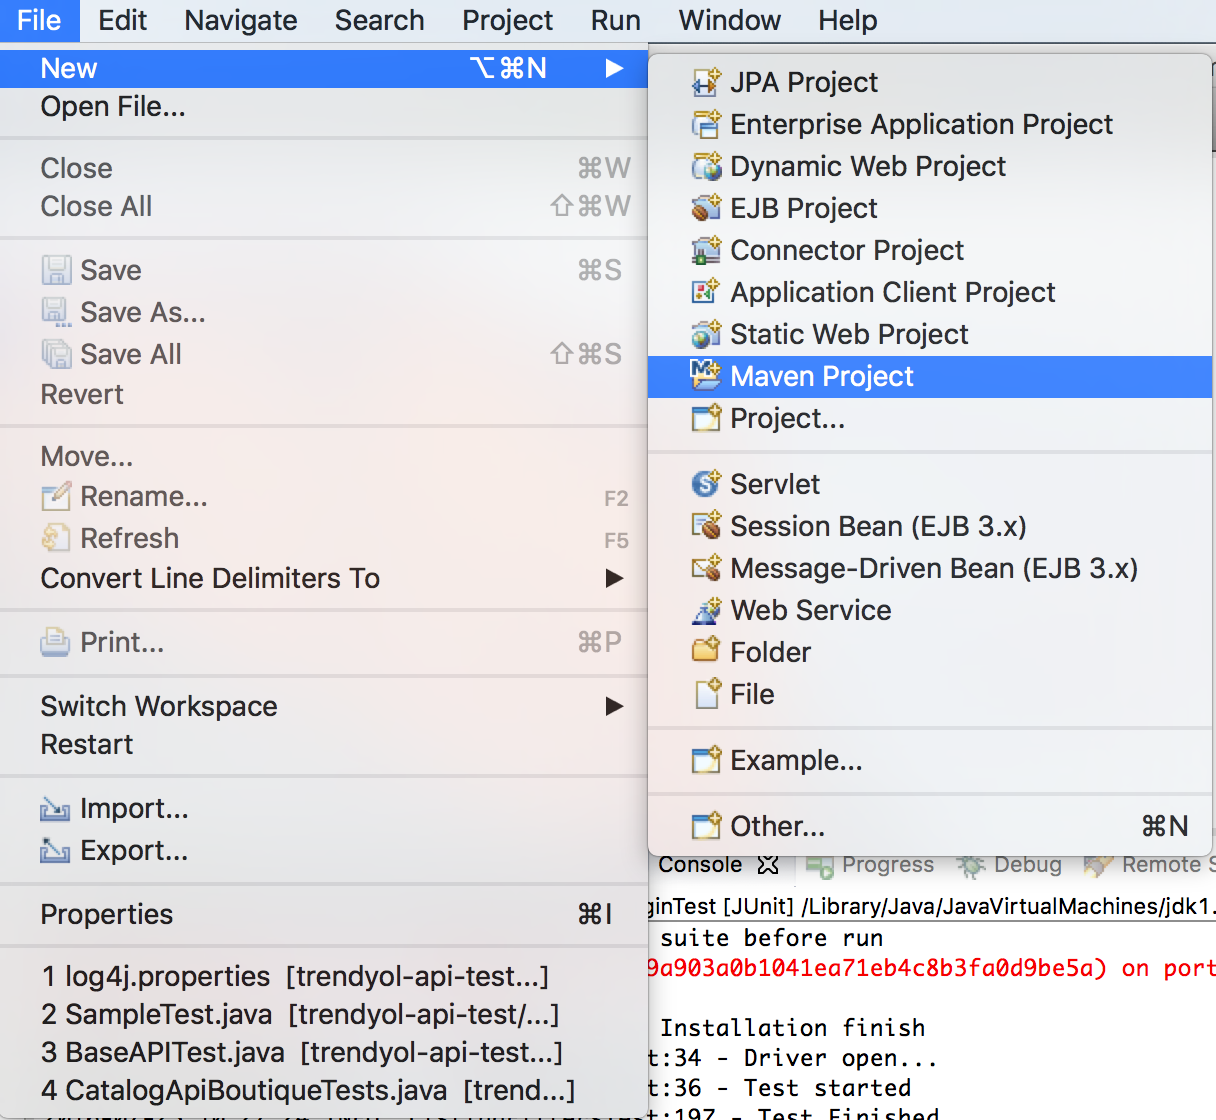 File Edit Navigate Search Project Run Window Help
New ⌥⌘N ▶
Open File...
Close ⌘W
Close All ⇧⌘W
Save ⌘S
Save As...
Save All ⇧⌘S
Revert
Move...
Rename... F2
Refresh F5
Convert Line Delimiters To ▶
Print... ⌘P
Switch Workspace ▶
Restart
Import...
Export...
Properties ⌘I
1 log4j.properties [trendyol-api-test...]
2 SampleTest.java [trendyol-api-test/...]
3 BaseAPITest.java [trendyol-api-test...]
4 CatalogApiBoutiqueTests.java [trend...]
JPA Project
Enterprise Application Project
Dynamic Web Project
EJB Project
Connector Project
Application Client Project
Static Web Project
Maven Project
Project...
Servlet
Session Bean (EJB 3.x)
Message-Driven Bean (EJB 3.x)
Web Service
Folder
File
Example...
Other... ⌘N
Console Progress Debug Remote S
ginTest [JUnit] /Library/Java/JavaVirtualMachines/jdk1.
suite before run
9a903a0b1041ea71eb4c8b3fa0d9be5a) on port
Installation finish
t:34 - Driver open...
t:36 - Test started
Test Finished